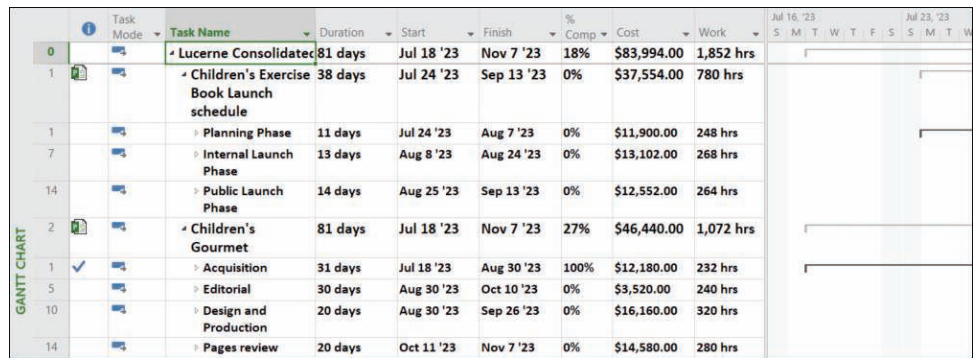 Jul 16, '23 Jul 23, '23
Task Mode Task Name Duration Start Finish % Comp Cost Work S M T W T F S S M T W
0 Lucerne Consolidated 81 days Jul 18 '23 Nov 7 '23 18% $83,994.00 1,852 hrs
1 Children's Exercise 38 days Jul 24 '23 Sep 13 '23 0% $37,554.00 780 hrs
Book Launch
schedule
1 Planning Phase 11 days Jul 24 '23 Aug 7 '23 0% $11,900.00 248 hrs
7 Internal Launch 13 days Aug 8 '23 Aug 24 '23 0% $13,102.00 268 hrs
Phase
14 Public Launch 14 days Aug 25 '23 Sep 13 '23 0% $12,552.00 264 hrs
Phase
2 Children's 81 days Jul 18 '23 Nov 7 '23 27% $46,440.00 1,072 hrs
Gourmet
1 Acquisition 31 days Jul 18 '23 Aug 30 '23 100% $12,180.00 232 hrs
5 Editorial 30 days Aug 30 '23 Oct 10 '23 0% $3,520.00 240 hrs
10 Design and 20 days Aug 30 '23 Sep 26 '23 0% $16,160.00 320 hrs
Production
14 Pages review 20 days Oct 11 '23 Nov 7 '23 0% $14,580.00 280 hrs
GANTT CHART